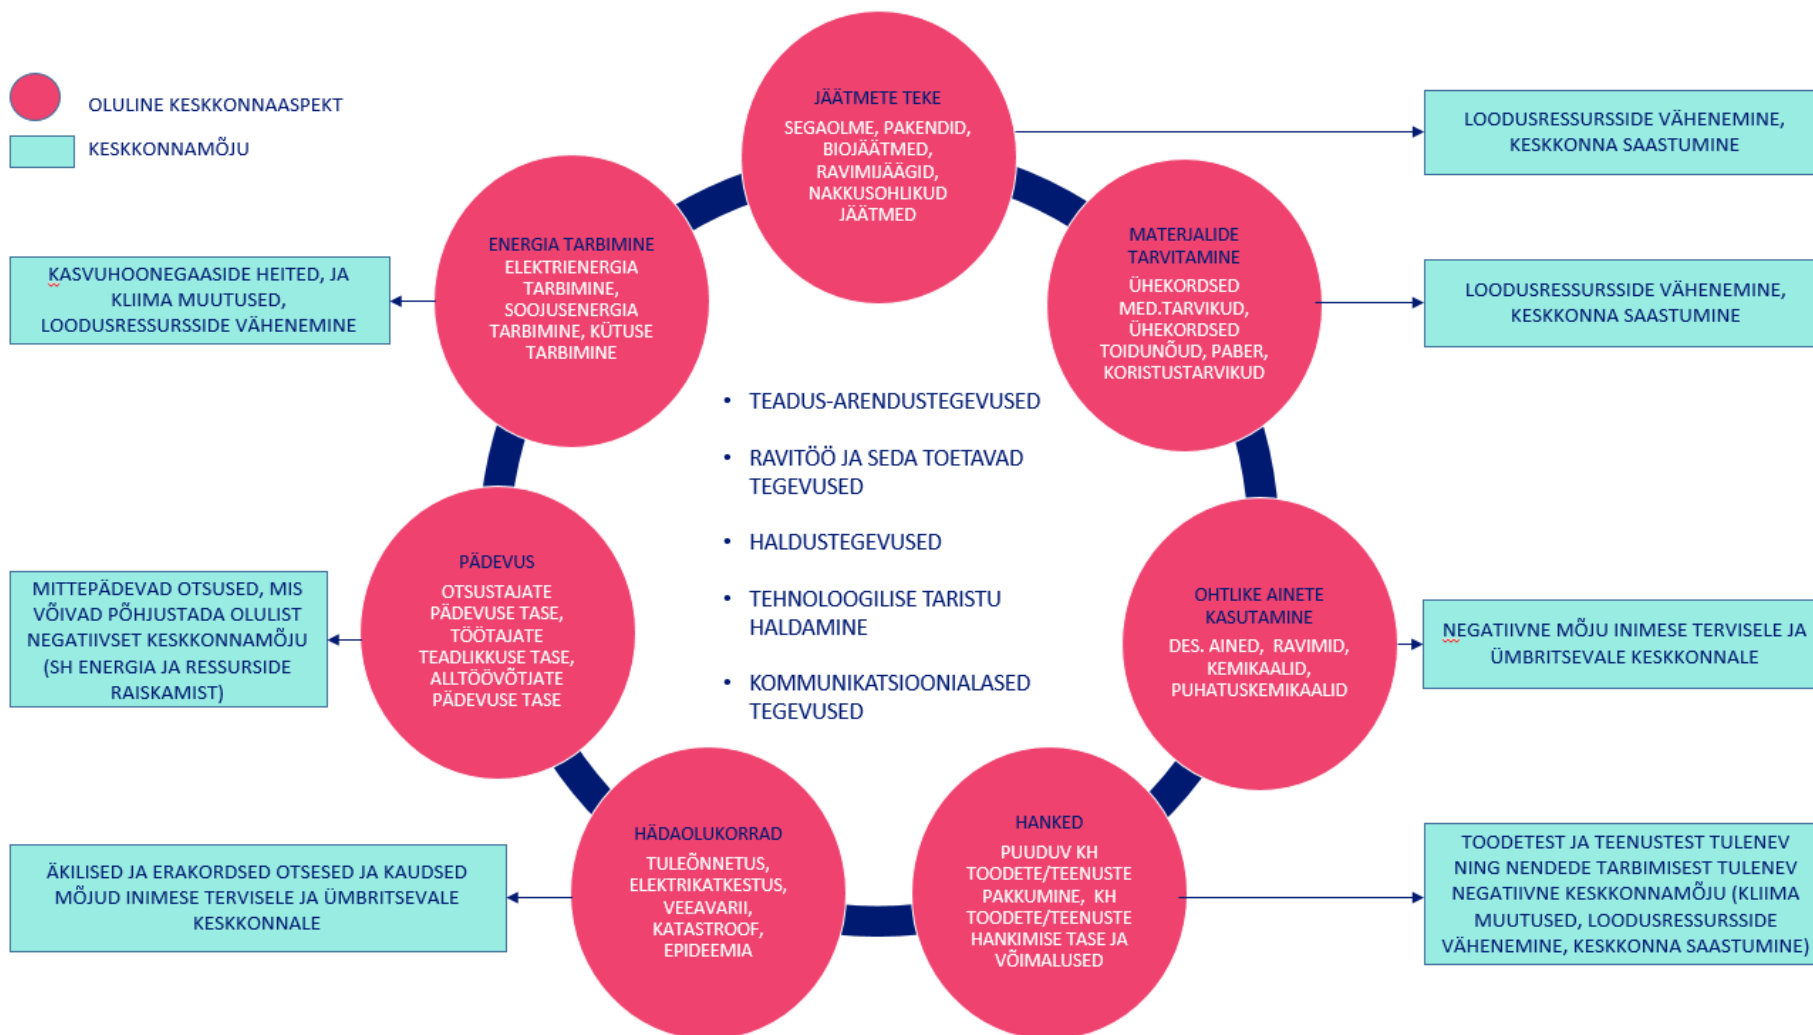 OLULINE KESKKONNAASPEKT
KESKKONNAMÕJU
JÄÄTMETE TEKE
SEGAOLME, PAKENDID,
BIOJÄÄTMED,
RAVIMIJÄÄGID,
NAKKUSOHLIKUD
JÄÄTMED
LOODUSRESSURSSIDE VÄHENEMINE,
KESKKONNA SAASTUMINE
MATERJALIDE
TARVITAMINE
ÜHEKORDSED
MED.TARVIKUD,
ÜHEKORDSED
TOIDUNÕUD, PABER,
KORISTUSTARVIKUD
LOODUSRESSURSSIDE VÄHENEMINE,
KESKKONNA SAASTUMINE
OHTLIKE AINETE
KASUTAMINE
DES. AINED, RAVIMID,
KEMIKAALID,
PUHATUSKEMIKAALID
NEGATIIVNE MÕJU INIMESE TERVISELE JA
ÜMBRITSEVALE KESKKONNALE
HANKED
PUUDUV KH
TOODETE/TEENUSTE
PAKKUMINE, KH
TOODETE/TEENUSTE
HANKIMISE TASE JA
VÕIMALUSED
TOODETEST JA TEENUSTEST TULENEV
NING NENDEDE TARBIMISEST TULENEV
NEGATIIVNE KESKKONNAMÕJU (KLIIMA
MUUTUSED, LOODUSRESSURSSIDE
VÄHENEMINE, KESKKONNA SAASTUMINE)
HÄDAOLUKORRAD
TULEÕNNETUS,
ELEKTRIKATKESTUS,
VEEAVARII,
KATASTROOF,
EPIDEEMIA
ÄKILISED JA ERAKORDSED OTSESED JA KAUDSED
MÕJUD INIMESE TERVISELE JA ÜMBRITSEVALE
KESKKONNALE
PÄDEVUS
OTSUSTAJATE
PÄDEVUSE TASE,
TÖÖTAJATE
TEADLIKKUSE TASE,
ALLTÖÖVÕTJATE
PÄDEVUSE TASE
MITTEPÄDEVAD OTSUSED, MIS
VÕIVAD PÕHJUSTADA OLULIST
NEGATIIVSET KESKKONNAMÕJU
(SH ENERGIA JA RESSURSIDE
RAISKAMIST)
ENERGIA TARBIMINE
ELEKTRIENERGIA
TARBIMINE,
SOOJUSENERGIA
TARBIMINE, KÜTUSE
TARBIMINE
KASVUHOONEGAASIDE HEITED, JA
KLIIMA MUUTUSED,
LOODUSRESSURSSIDE VÄHENEMINE
• TEADUS-ARENDUSTEGEVUSED
• RAVITÖÖ JA SEDA TOETAVAD
TEGEVUSED
• HALDUSTEGEVUSED
• TEHNOLOOGILISE TARISTU
HALDAMINE
• KOMMUNIKATSIOONIALASED
TEGEVUSED